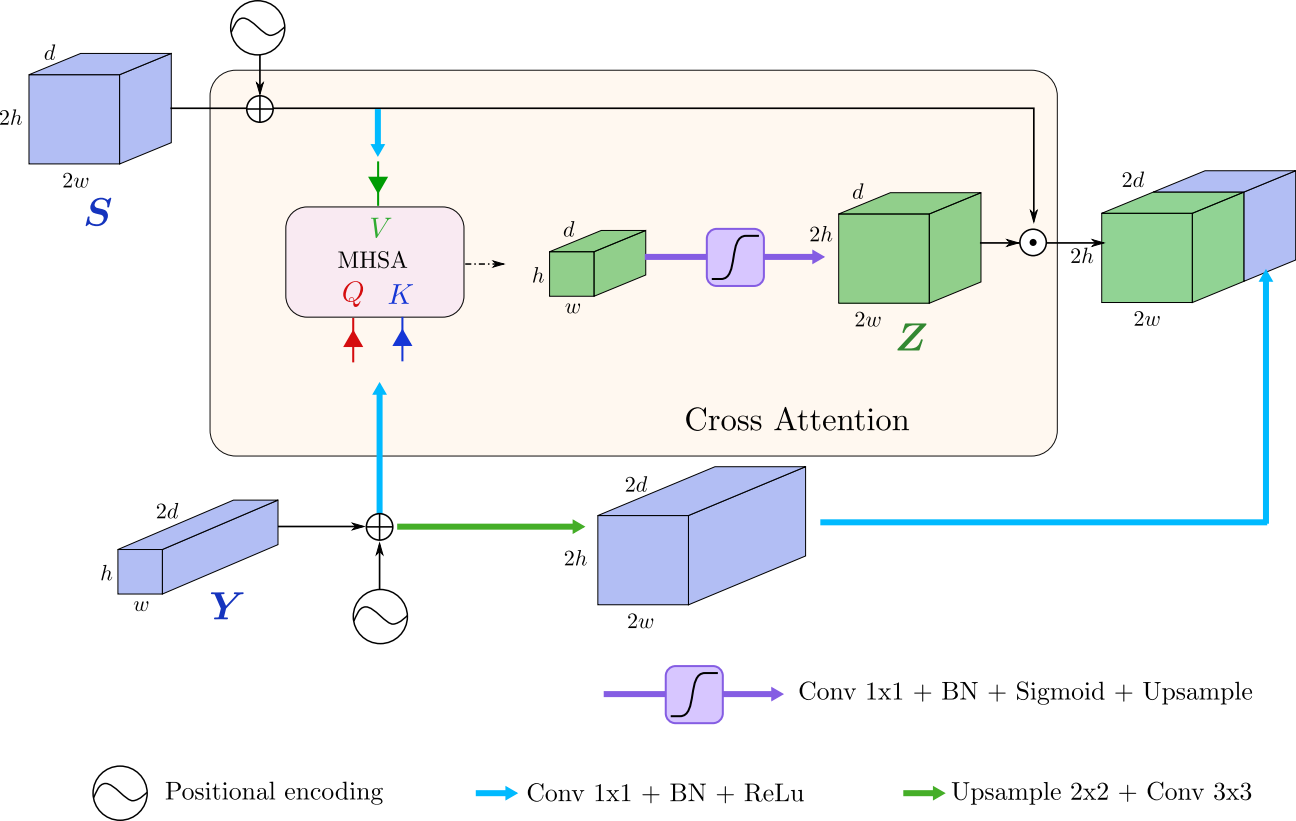 d
2h
2w
S
V
MHSA
Q K
d
h
w
d
2h
2w
Z
2d
2h
2w
Cross Attention
2d
h
w
Y
2d
2h
2w
Conv 1x1 + BN + Sigmoid + Upsample
Positional encoding
Conv 1x1 + BN + ReLu
Upsample 2x2 + Conv 3x3